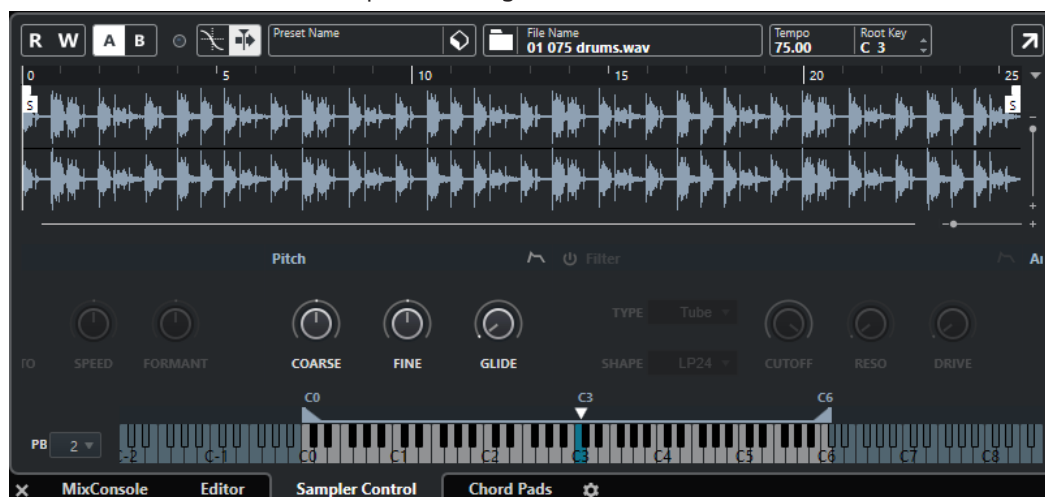 R W A B Preset Name File Name Tempo Root Key
01 075 drums.wav 75.00 C 3
0 5 10 15 20 25
S S
Pitch Filter
TYPE Tube
TO SPEED FORMANT COARSE FINE GLIDE SHAPE LP24 CUTOFF RESO DRIVE
C0 C3 C6
PB 2 -2 C-1 C0 C1 C2 C3 C4 C5 C6 C7 C8
MixConsole Editor Sampler Control Chord Pads